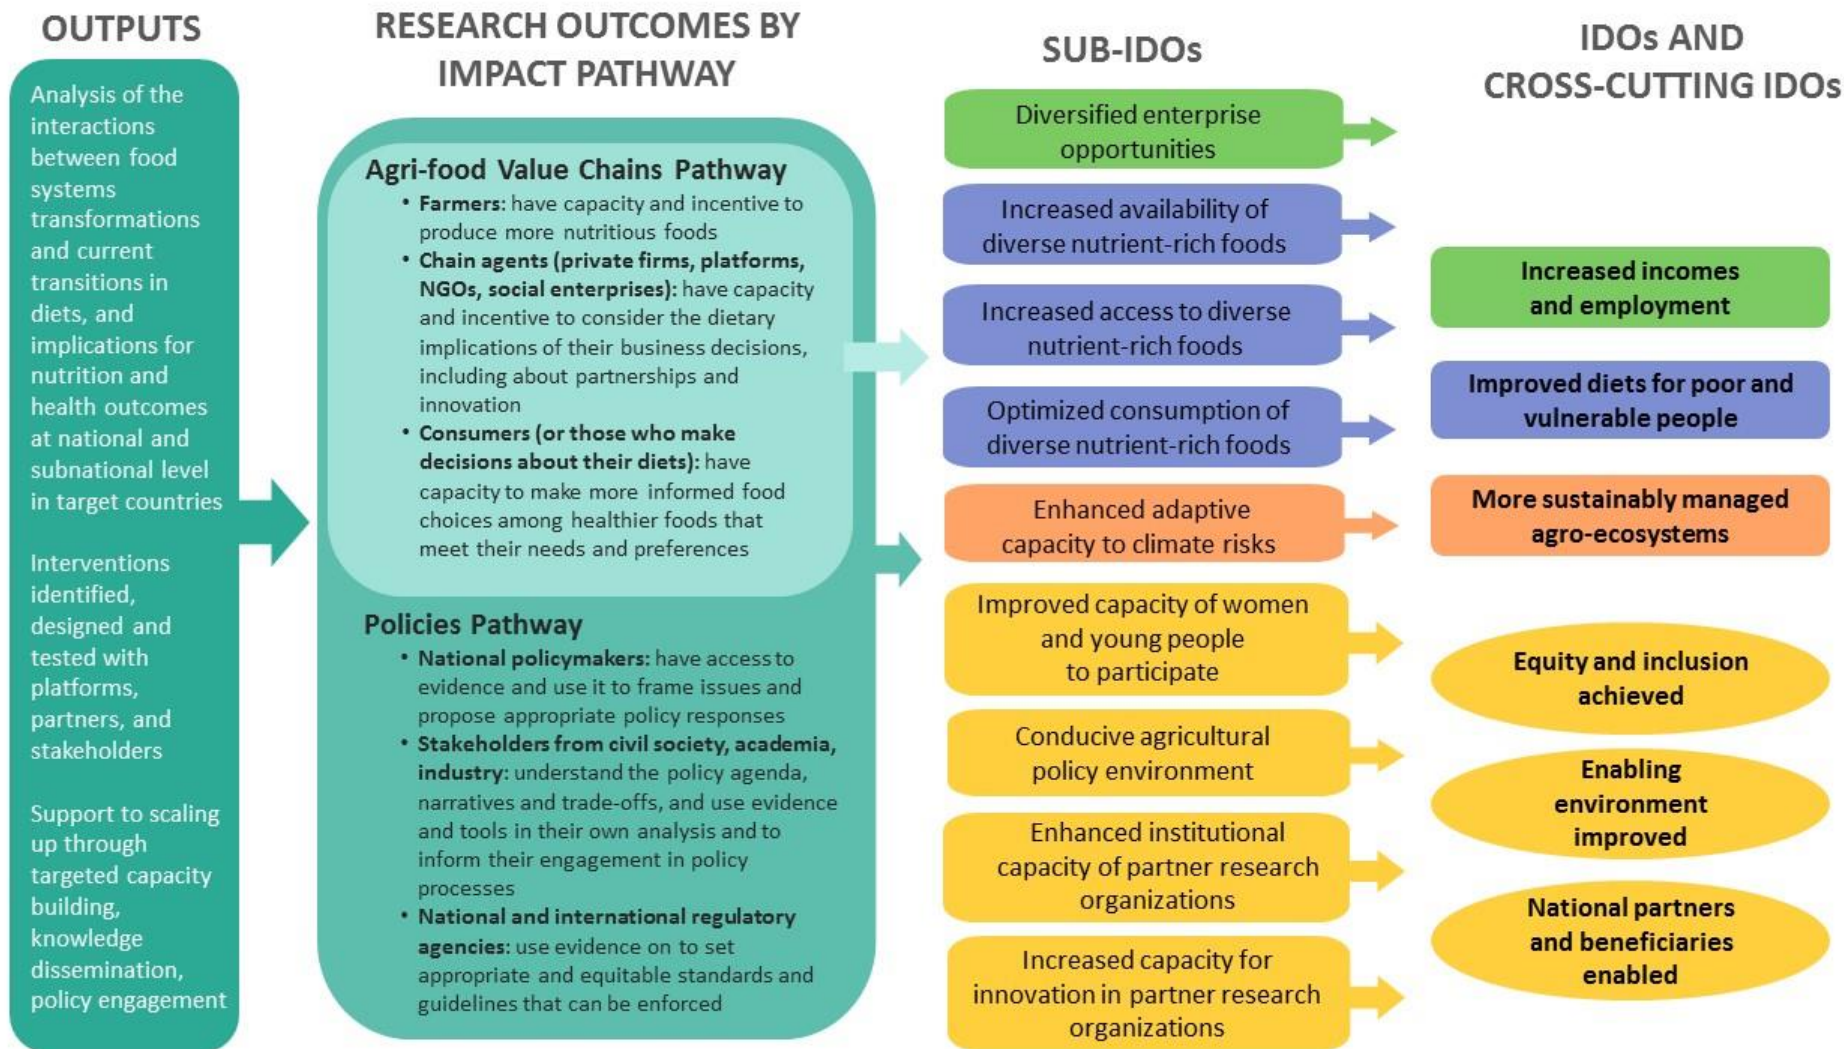 OUTPUTS
Analysis of the
interactions
between food
systems
transformations
and current
transitions in
diets, and
implications for
nutrition and
health outcomes
at national and
subnational level
in target countries
Interventions
identified,
designed and
tested with
platforms,
partners, and
stakeholders
Support to scaling
up through
targeted capacity
building,
knowledge
dissemination,
policy engagement
RESEARCH OUTCOMES BY
IMPACT PATHWAY
Agri-food Value Chains Pathway
• Farmers: have capacity and incentive to
produce more nutritious foods
• Chain agents (private firms, platforms,
NGOs, social enterprises): have capacity
and incentive to consider the dietary
implications of their business decisions,
including about partnerships and
innovation
• Consumers (or those who make
decisions about their diets): have
capacity to make more informed food
choices among healthier foods that
meet their needs and preferences
Policies Pathway
• National policymakers: have access to
evidence and use it to frame issues and
propose appropriate policy responses
• Stakeholders from civil society, academia,
industry: understand the policy agenda,
narratives and trade-offs, and use evidence
and tools in their own analysis and to
inform their engagement in policy
processes
• National and international regulatory
agencies: use evidence on to set
appropriate and equitable standards and
guidelines that can be enforced
SUB-IDOs
Diversified enterprise
opportunities
Increased availability of
diverse nutrient-rich foods
Increased access to diverse
nutrient-rich foods
Optimized consumption of
diverse nutrient-rich foods
Enhanced adaptive
capacity to climate risks
Improved capacity of women
and young people
to participate
Conducive agricultural
policy environment
Enhanced institutional
capacity of partner research
organizations
Increased capacity for
innovation in partner research
organizations
IDOs AND
CROSS-CUTTING IDOs
Increased incomes
and employment
Improved diets for poor and
vulnerable people
More sustainably managed
agro-ecosystems
Equity and inclusion
achieved
Enabling
environment
improved
National partners
and beneficiaries
enabled